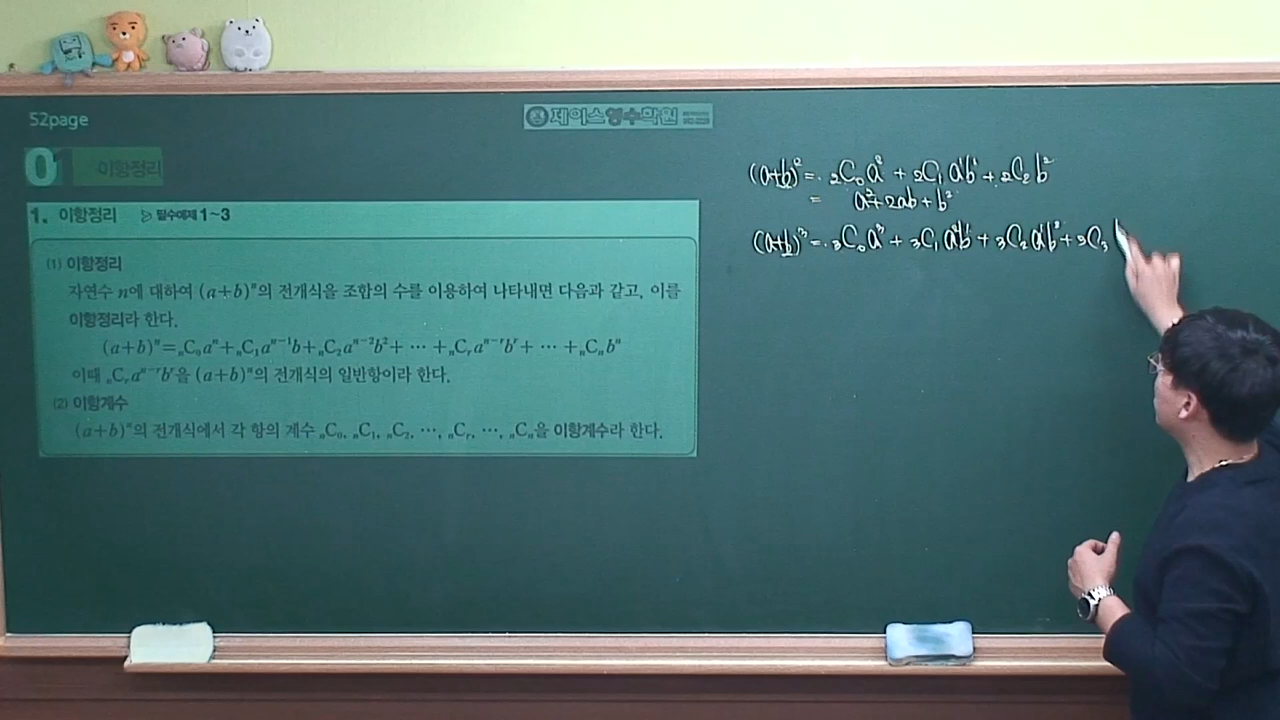 52page
제이스영수학원
01 이항정리
1. 이항정리 ▷ 필수예제 1~3
(1) 이항정리
자연수 n에 대하여 (a+b)ⁿ의 전개식을 조합의 수를 이용하여 나타내면 다음과 같고, 이를
이항정리라 한다.
(a+b)ⁿ=ₙC₀aⁿ+ₙC₁aⁿ⁻¹b+ₙC₂aⁿ⁻²b²+ ⋯ +ₙCᵣaⁿ⁻ʳbʳ+ ⋯ +ₙCₙbⁿ
이때 ₙCᵣaⁿ⁻ʳbʳ을 (a+b)ⁿ의 전개식의 일반항이라 한다.
(2) 이항계수
(a+b)ⁿ의 전개식에서 각 항의 계수 ₙC₀, ₙC₁, ₙC₂, ⋯, ₙCᵣ, ⋯, ₙCₙ을 이항계수라 한다.
(a+b)² = ₂C₀a² + ₂C₁a¹b¹ + ₂C₂b²
= a²+2ab+b²
(a+b)³ = ₃C₀a³ + ₃C₁a²b¹ + ₃C₂a¹b² + ₃C₃